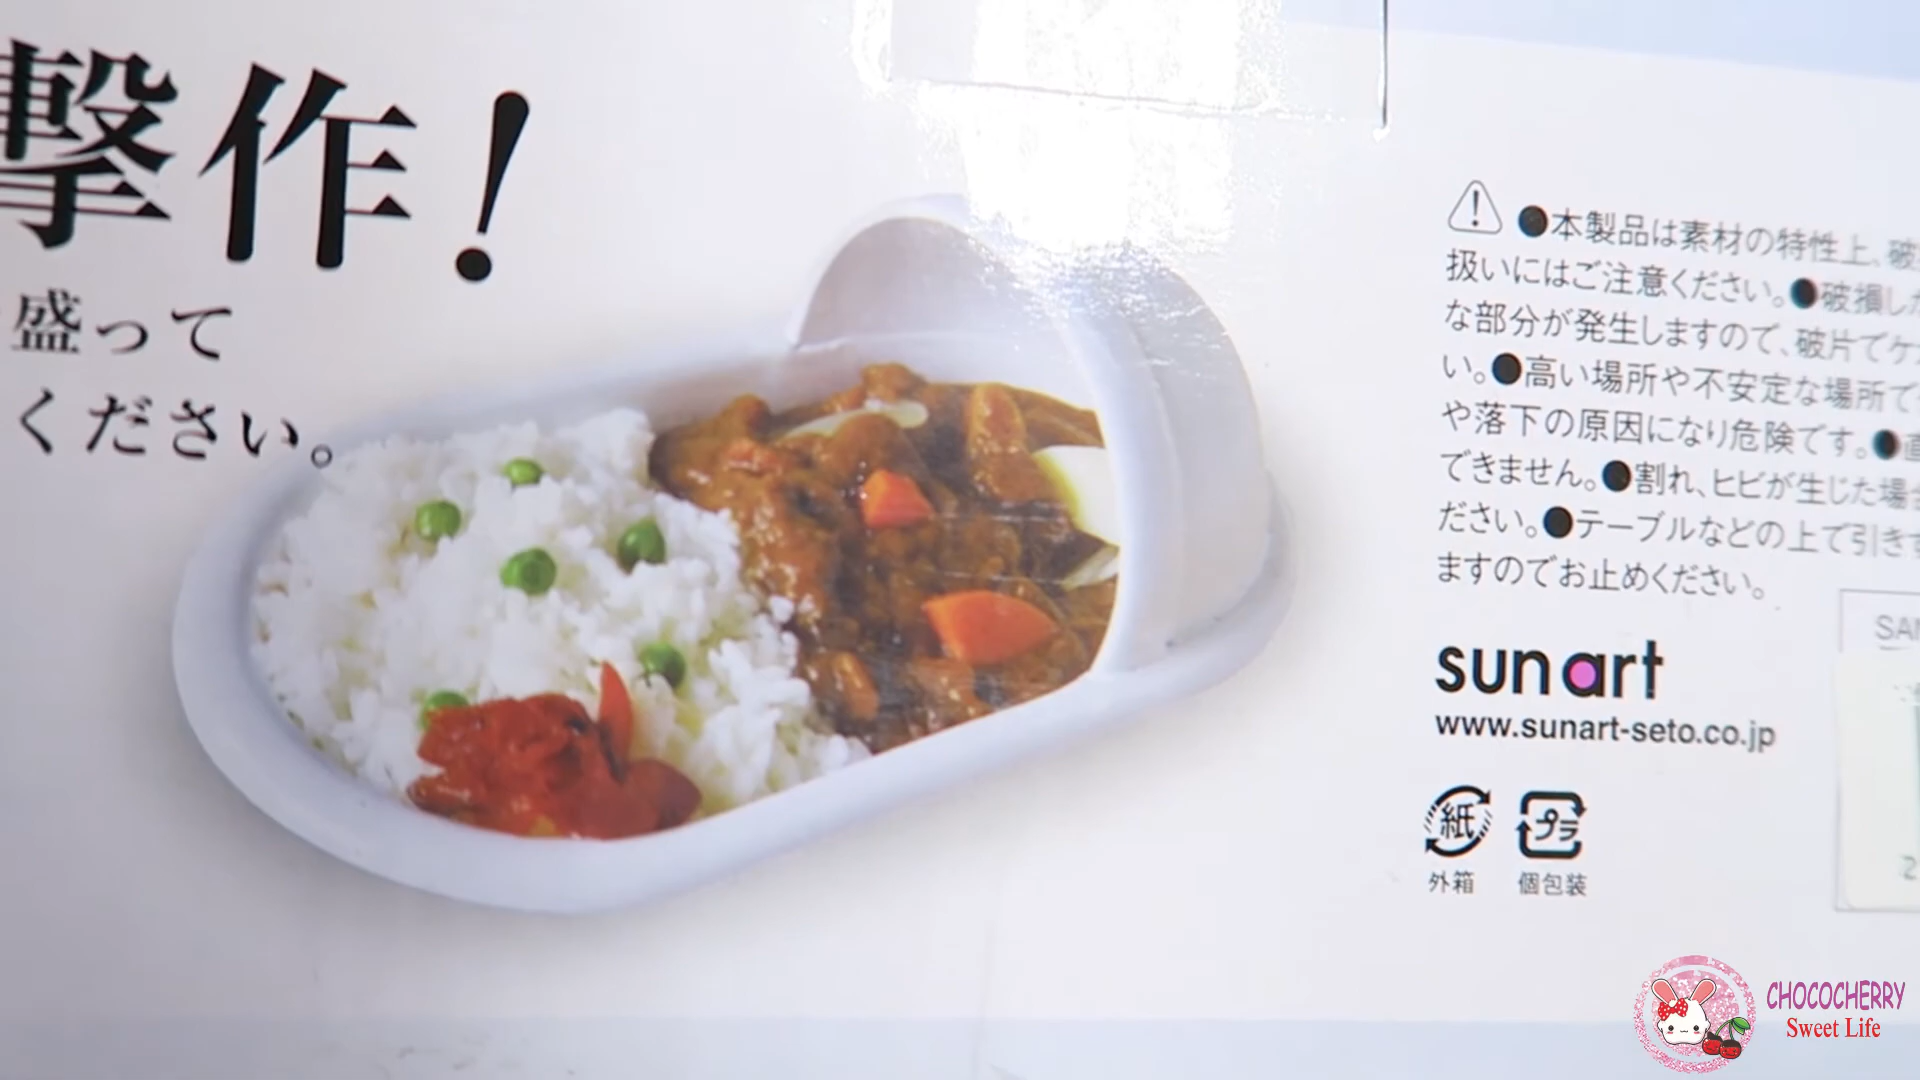 撃作!
盛って
ください。
●本製品は素材の特性上、破
扱いにはご注意ください。●破損した
な部分が発生しますので、破片でケ
い。●高い場所や不安定な場所で
や落下の原因になり危険です。●直
できません。●割れ、ヒビが生じた場合
ださい。●テーブルなどの上で引きず
ますのでお止めください。
sunart
www.sunart-seto.co.jp
紙
プラ
外箱
個包装
SAN
2
CHOCOCHERRY
Sweet Life